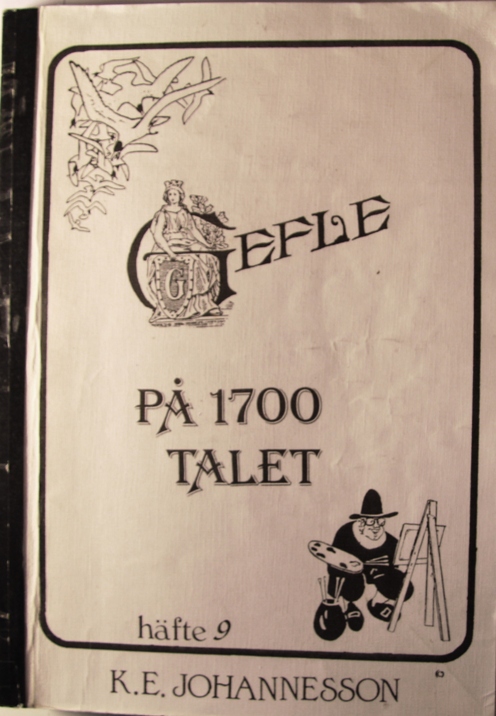 GEFLE
G
PÅ 1700
TALET
häfte 9
K.E. JOHANNESSON